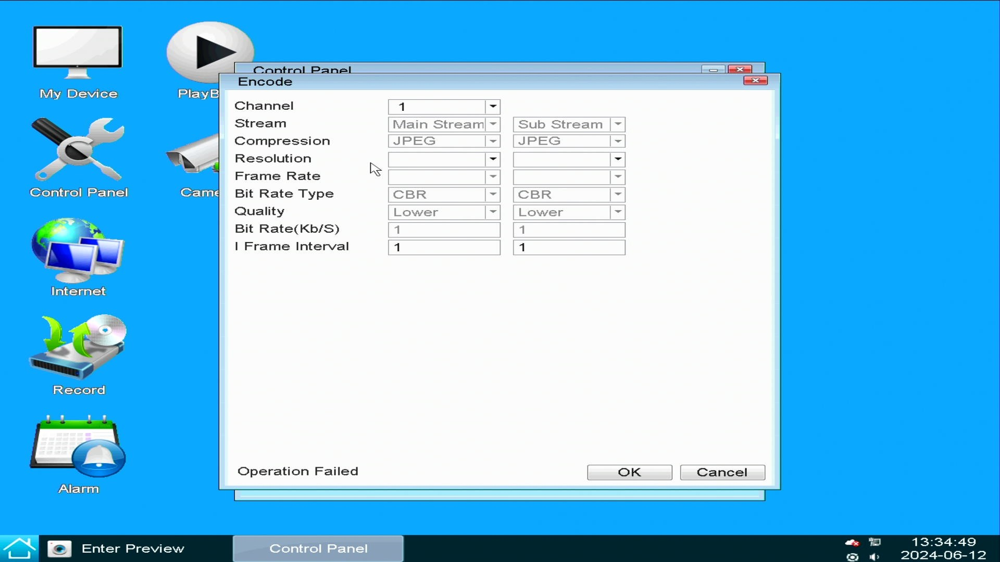 My Device
PlayB
Control Panel
Encode
Channel 1
Stream Main Stream Sub Stream
Compression JPEG JPEG
Resolution
Frame Rate
Bit Rate Type CBR CBR
Quality Lower Lower
Bit Rate(Kb/S) 1 1
I Frame Interval 1 1
Control Panel
Came
Internet
Record
Alarm
Operation Failed
OK
Cancel
Enter Preview
Control Panel
13:34:49
2024-06-12